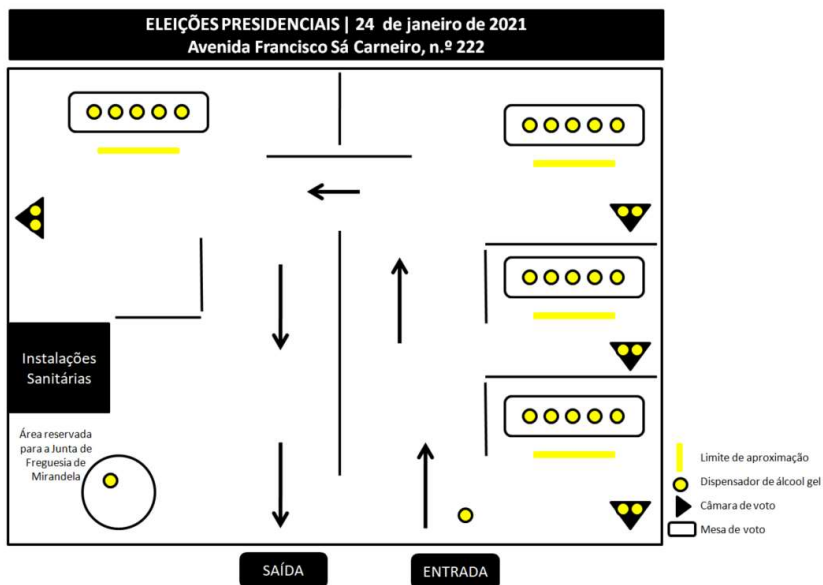 ELEIÇÕES PRESIDENCIAIS | 24 de janeiro de 2021
Avenida Francisco Sá Carneiro, n.º 222
Instalações
Sanitárias
Área reservada
para a Junta de
Freguesia de
Mirandela
Limite de aproximação
Dispensador de álcool gel
Câmara de voto
Mesa de voto
SAÍDA
ENTRADA